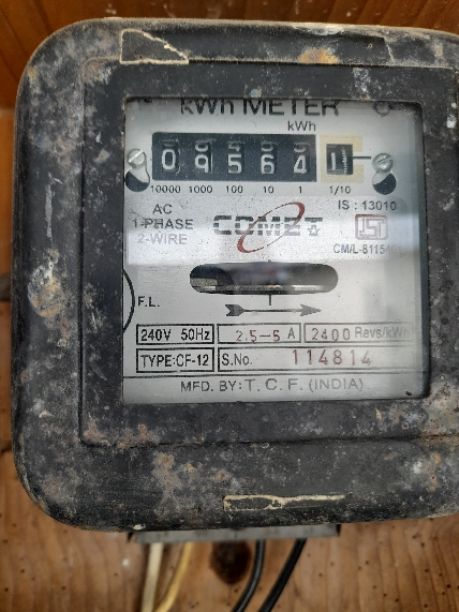 kWh METER
kWh
0 9 5 6 4 1
10000 1000 100 10 1 1/10
AC
1-PHASE
2-WIRE
COMET
IS : 13010
ISI
F.L.
240V 50Hz 2.5-5 A 2400 Revs/kWh
TYPE:CF-12 S.No. 114814
MFD. BY: T. C. F. (INDIA)